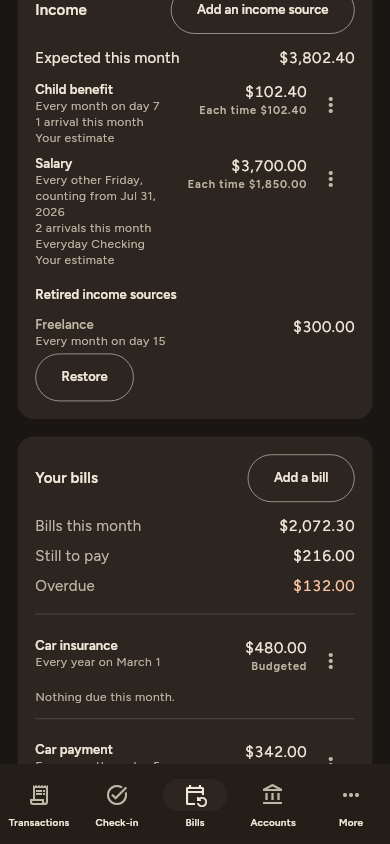 Income
Add an income source
Expected this month $3,802.40
Child benefit $102.40
Every month on day 7 Each time $102.40
1 arrival this month
Your estimate
Salary $3,700.00
Every other Friday, Each time $1,850.00
counting from Jul 31,
2026
2 arrivals this month
Everyday Checking
Your estimate
Retired income sources
Freelance $300.00
Every month on day 15
Restore
Your bills
Add a bill
Bills this month $2,072.30
Still to pay $216.00
Overdue $132.00
Car insurance $480.00
Every year on March 1 Budgeted
Nothing due this month.
Car payment $342.00
Transactions Check-in Bills Accounts More